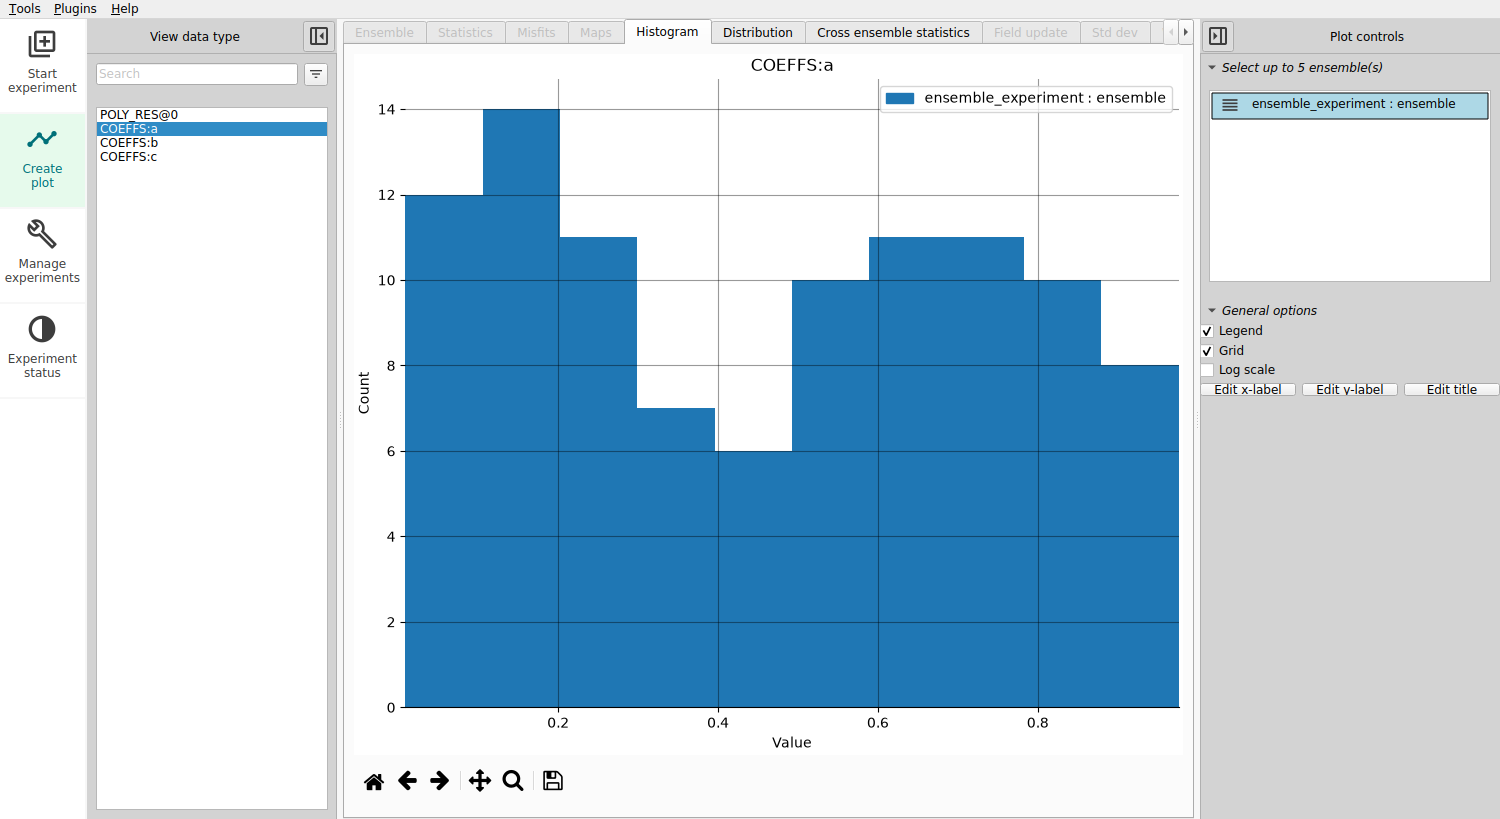 Tools Plugins Help
Start
experiment
Create
plot
Manage
experiments
Experiment
status
View data type
Search
POLY_RES@0
COEFFS:a
COEFFS:b
COEFFS:c
Ensemble Statistics Misfits Maps Histogram Distribution Cross ensemble statistics Field update Std dev
COEFFS:a
ensemble_experiment : ensemble
14
12
10
8
6
4
2
0
Count
0.2 0.4 0.6 0.8
Value
Plot controls
Select up to 5 ensemble(s)
ensemble_experiment : ensemble
General options
Legend
Grid
Log scale
Edit x-label Edit y-label Edit title